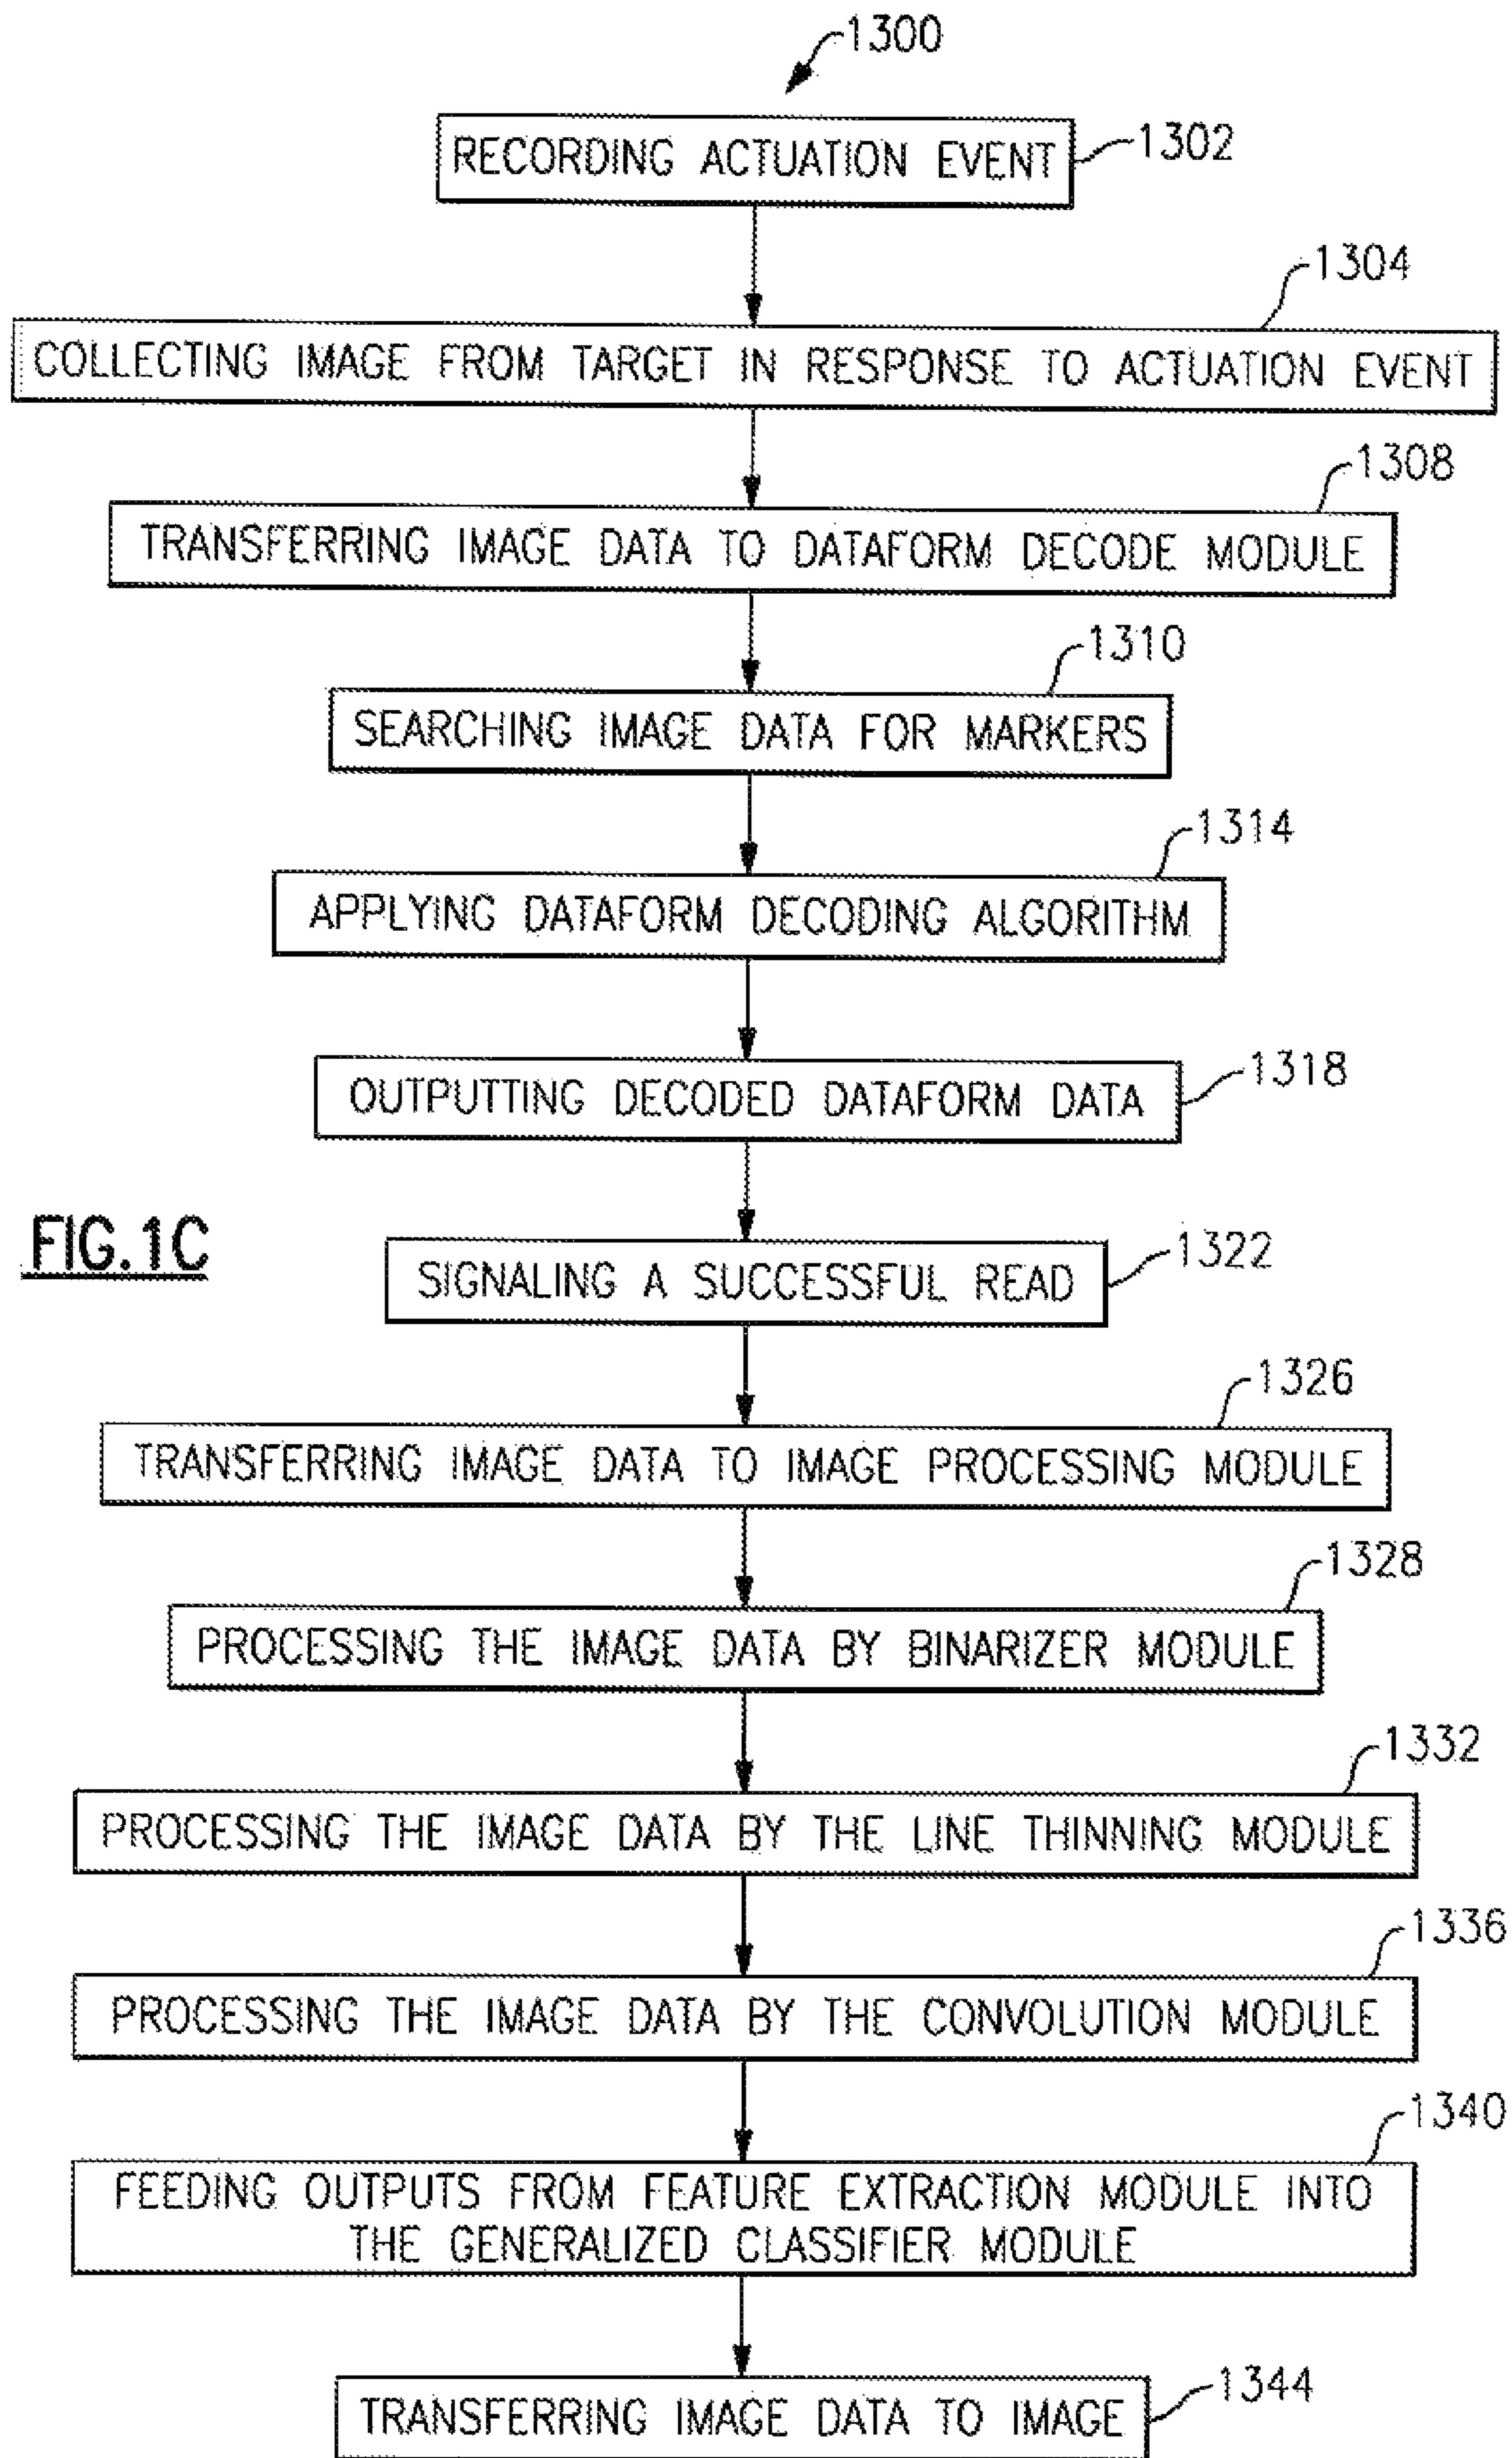 1300
RECORDING ACTUATION EVENT
1302
1304
COLLECTING IMAGE FROM TARGET IN RESPONSE TO ACTUATION EVENT
1308
TRANSFERRING IMAGE DATA TO DATAFORM DECODE MODULE
1310
SEARCHING IMAGE DATA FOR MARKERS
1314
APPLYING DATAFORM DECODING ALGORITHM
OUTPUTTING DECODED DATAFORM DATA
1318
FIG.1C
SIGNALING A SUCCESSFUL READ
1322
1326
TRANSFERRING IMAGE DATA TO IMAGE PROCESSING MODULE
1328
PROCESSING THE IMAGE DATA BY BINARIZER MODULE
1332
PROCESSING THE IMAGE DATA BY THE LINE THINNING MODULE
1336
PROCESSING THE IMAGE DATA BY THE CONVOLUTION MODULE
1340
FEEDING OUTPUTS FROM FEATURE EXTRACTION MODULE INTO
THE GENERALIZED CLASSIFIER MODULE
1344
TRANSFERRING IMAGE DATA TO IMAGE